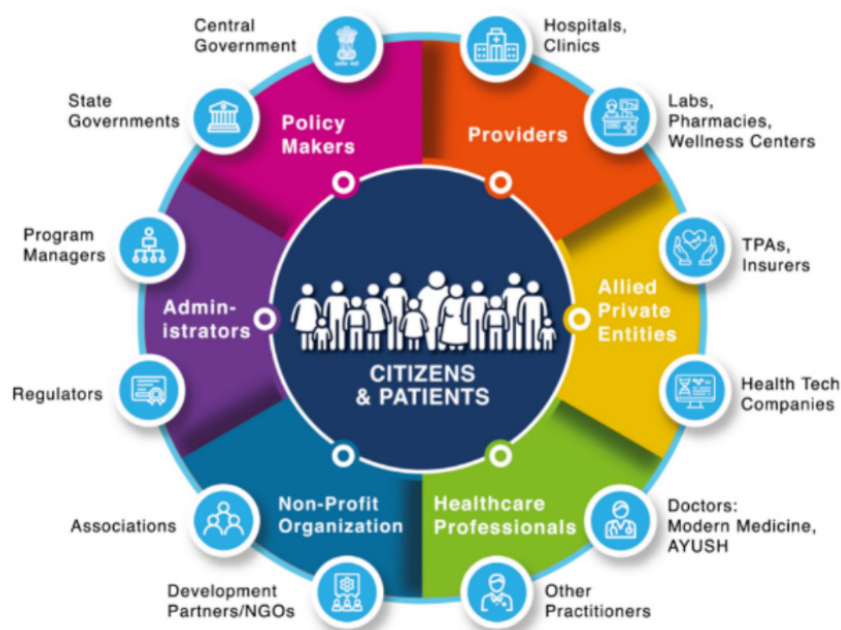 Central
Government
Hospitals,
Clinics
State
Governments
Policy
Makers
Providers
Labs,
Pharmacies,
Wellness Centers
Program
Managers
TPAs,
Insurers
Admin-
istrators
Allied
Private
Entities
CITIZENS
& PATIENTS
Regulators
Health Tech
Companies
Non-Profit
Organization
Healthcare
Professionals
Associations
Doctors:
Modern Medicine,
AYUSH
Development
Partners/NGOs
Other
Practitioners